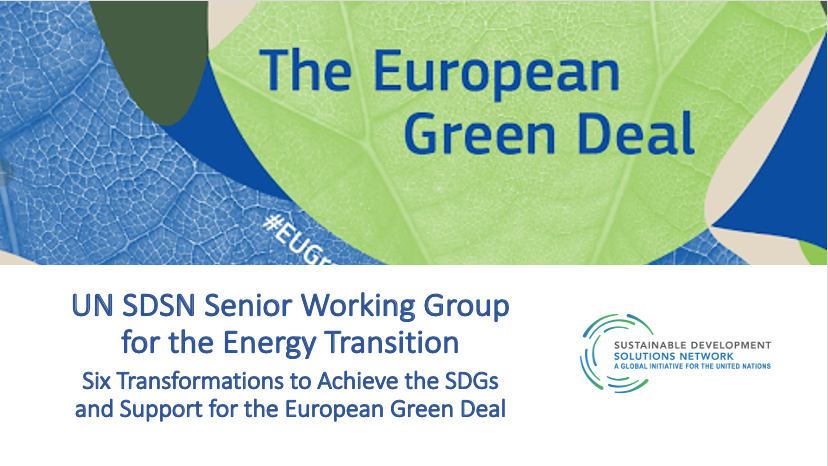 The European
Green Deal
#EUGr
UN SDSN Senior Working Group
for the Energy Transition
Six Transformations to Achieve the SDGs
and Support for the European Green Deal
SUSTAINABLE DEVELOPMENT
SOLUTIONS NETWORK
A GLOBAL INITIATIVE FOR THE UNITED NATIONS